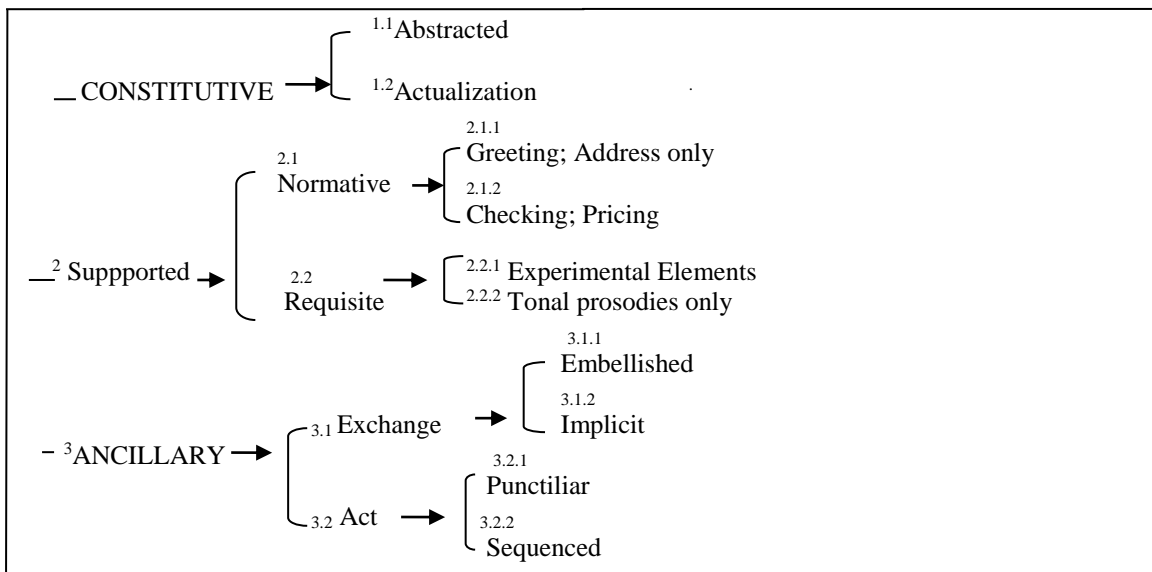 1.1Abstracted
CONSTITUTIVE
1.2Actualization
2.1.1
Greeting; Address only
2.1
Normative
2.1.2
Checking; Pricing
2 Suppported
2.2.1 Experimental Elements
2.2
Requisite
2.2.2 Tonal prosodies only
3.1.1
Embellished
3.1 Exchange
3.1.2
Implicit
3ANCILLARY
3.2.1
Punctiliar
3.2 Act
3.2.2
Sequenced